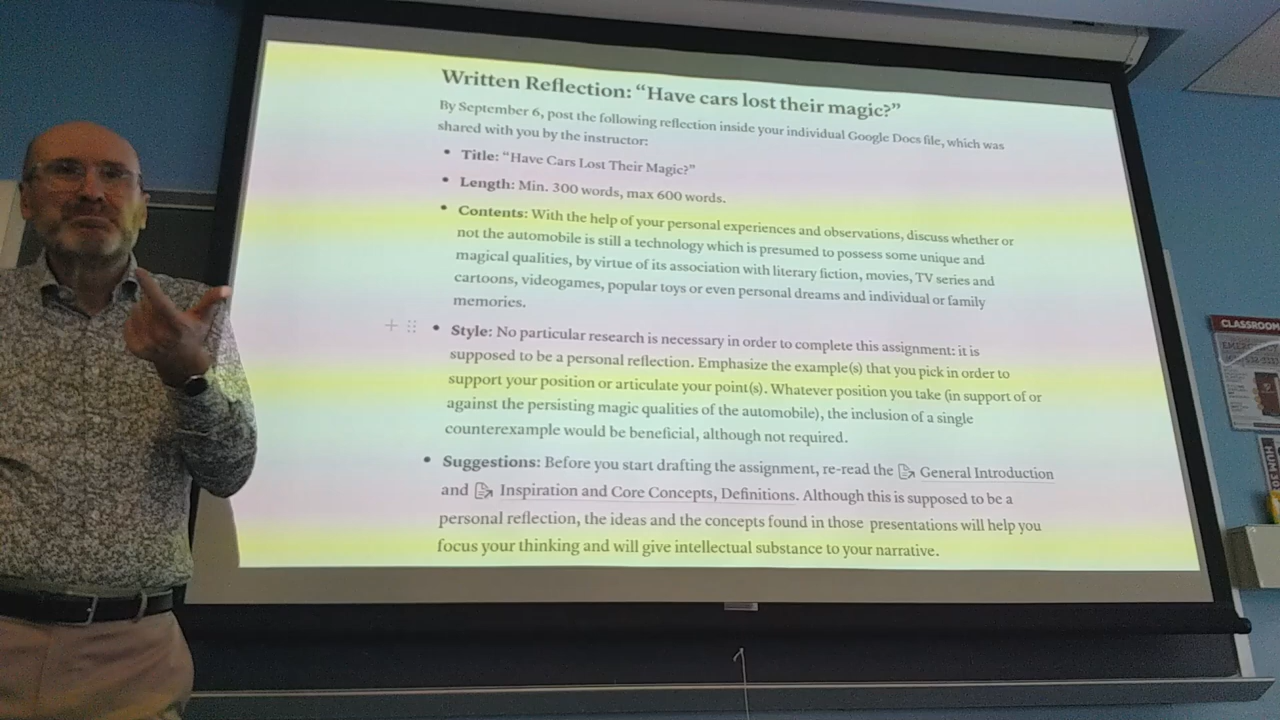 Written Reflection: “Have cars lost their magic?”
By September 6, post the following reflection inside your individual Google Docs file, which was
shared with you by the instructor:
• Title: “Have Cars Lost Their Magic?”
• Length: Min. 300 words, max 600 words.
• Contents: With the help of your personal experiences and observations, discuss whether or
not the automobile is still a technology which is presumed to possess some unique and
magical qualities, by virtue of its association with literary fiction, movies, TV series and
cartoons, videogames, popular toys or even personal dreams and individual or family
memories.
• Style: No particular research is necessary in order to complete this assignment: it is
supposed to be a personal reflection. Emphasize the example(s) that you pick in order to
support your position or articulate your point(s). Whatever position you take (in support of or
against the persisting magic qualities of the automobile), the inclusion of a single
counterexample would be beneficial, although not required.
• Suggestions: Before you start drafting the assignment, re-read the General Introduction
and Inspiration and Core Concepts, Definitions. Although this is supposed to be a
personal reflection, the ideas and the concepts found in those presentations will help you
focus your thinking and will give intellectual substance to your narrative.
CLASSROOM